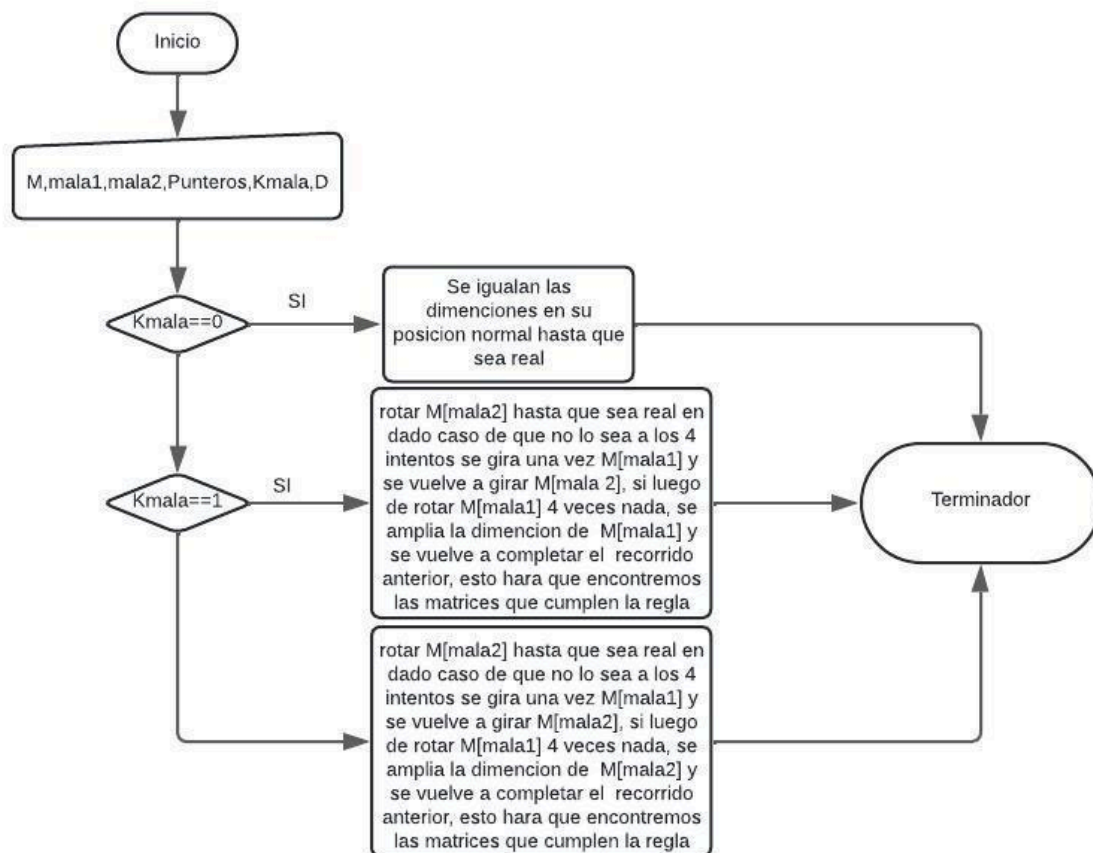 Inicio
M,mala1,mala2,Punteros,Kmala,D
Kmala==0
SI
Se igualan las
dimenciones en su
posicion normal hasta que
sea real
Kmala==1
SI
rotar M[mala2] hasta que sea real en
dado caso de que no lo sea a los 4
intentos se gira una vez M[mala1] y
se vuelve a girar M[mala 2], si luego
de rotar M[mala1] 4 veces nada, se
amplia la dimencion de M[mala1] y
se vuelve a completar el recorrido
anterior, esto hara que encontremos
las matrices que cumplen la regla
Terminador
rotar M[mala2] hasta que sea real en
dado caso de que no lo sea a los 4
intentos se gira una vez M[mala1] y
se vuelve a girar M[mala2], si luego
de rotar M[mala1] 4 veces nada, se
amplia la dimencion de M[mala2] y
se vuelve a completar el recorrido
anterior, esto hara que encontremos
las matrices que cumplen la regla